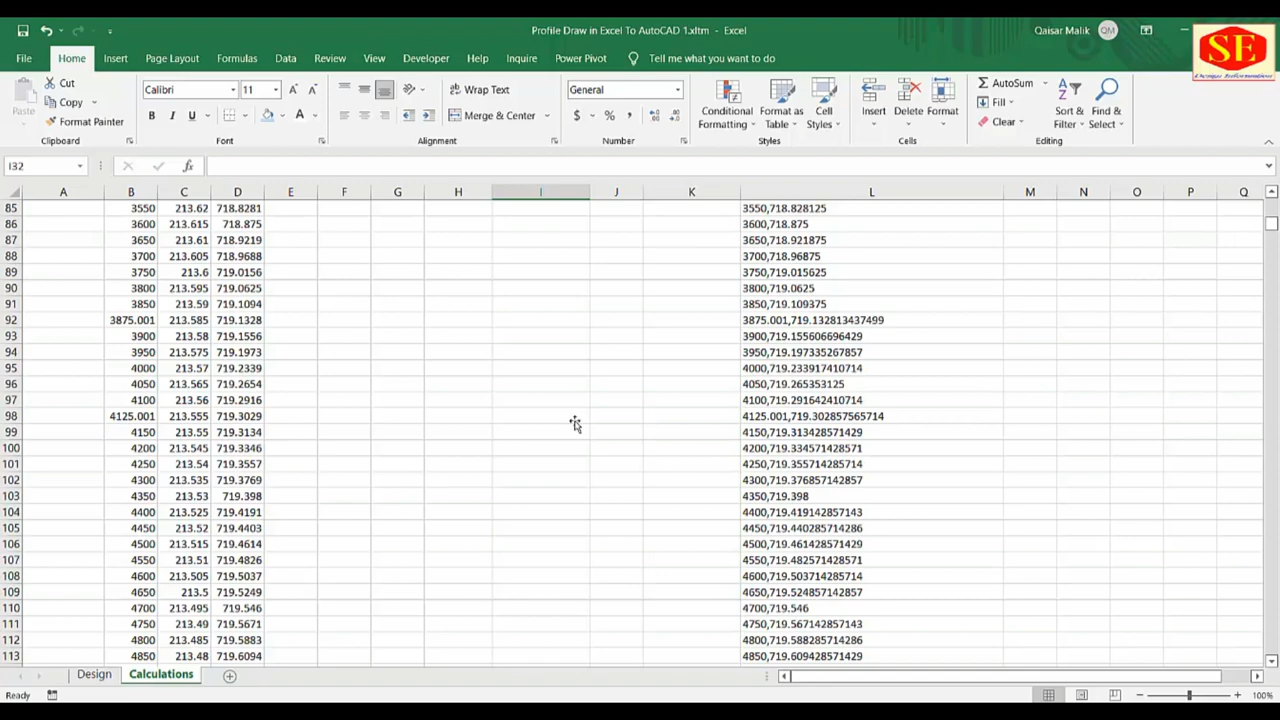 Profile Draw in Excel To AutoCAD 1.xltm - Excel
Qaisar Malik QM
SE
Design Informations
File Home Insert Page Layout Formulas Data Review View Developer Help Inquire Power Pivot Tell me what you want to do
Paste Cut Copy Format Painter Clipboard
Calibri 11 B I U A Font
Wrap Text Merge & Center Alignment
General $ % , Number
Conditional Formatting Format as Table Cell Styles Styles
Insert Delete Format Cells
AutoSum Fill Clear Sort & Filter Find & Select Editing
I32 fx
A B C D E F G H I J K L M N O P Q
85 3550 213.62 718.8281 3550,718.828125
86 3600 213.615 718.875 3600,718.875
87 3650 213.61 718.9219 3650,718.921875
88 3700 213.605 718.9688 3700,718.96875
89 3750 213.6 719.0156 3750,719.015625
90 3800 213.595 719.0625 3800,719.0625
91 3850 213.59 719.1094 3850,719.109375
92 3875.001 213.585 719.1328 3875.001,719.132813437499
93 3900 213.58 719.1556 3900,719.155606696429
94 3950 213.575 719.1973 3950,719.197335267857
95 4000 213.57 719.2339 4000,719.233917410714
96 4050 213.565 719.2654 4050,719.265353125
97 4100 213.56 719.2916 4100,719.291642410714
98 4125.001 213.555 719.3029 4125.001,719.302857565714
99 4150 213.55 719.3134 4150,719.313428571429
100 4200 213.545 719.3346 4200,719.334571428571
101 4250 213.54 719.3557 4250,719.355714285714
102 4300 213.535 719.3769 4300,719.376857142857
103 4350 213.53 719.398 4350,719.398
104 4400 213.525 719.4191 4400,719.419142857143
105 4450 213.52 719.4403 4450,719.440285714286
106 4500 213.515 719.4614 4500,719.461428571429
107 4550 213.51 719.4826 4550,719.482571428571
108 4600 213.505 719.5037 4600,719.503714285714
109 4650 213.5 719.5249 4650,719.524857142857
110 4700 213.495 719.546 4700,719.546
111 4750 213.49 719.5671 4750,719.567142857143
112 4800 213.485 719.5883 4800,719.588285714286
113 4850 213.48 719.6094 4850,719.609428571429
Design Calculations
Ready 100%